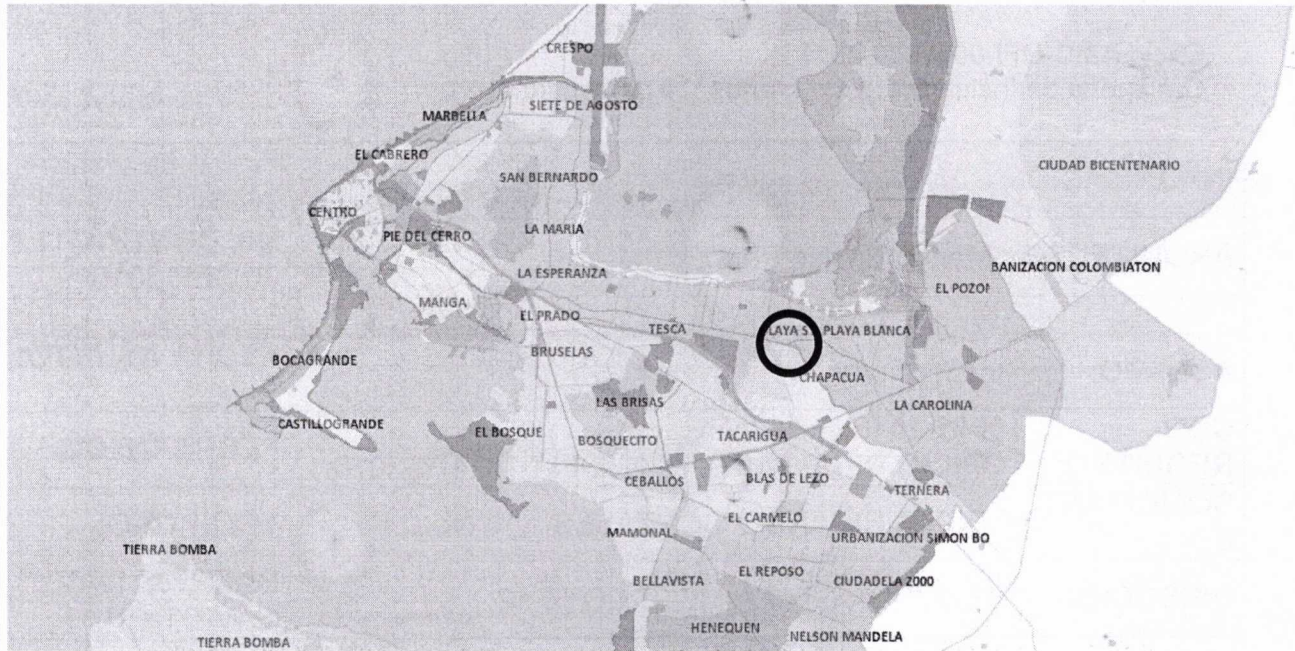 CRESPO
SIETE DE AGOSTO
MARBELLA
EL CABRERO
CIUDAD BICENTENARIO
SAN BERNARDO
CENTRO
LA MARIA
PIE DEL CERRO
LA ESPERANZA
BANIZACION COLOMBIATON
EL POZON
MANGA
EL PRADO
TESCA
LAYA S
PLAYA BLANCA
BRUSELAS
BOCAGRANDE
CHAPACUA
LAS BRISAS
LA CAROLINA
CASTILLOGRANDE
EL BOSQUE
BOSQUECITO
TACARIGUA
CEBALLOS
BLAS DE LEZO
TERNERA
EL CARMELO
MAMONAL
URBANIZACION SIMON BO
TIERRA BOMBA
EL REPOSO
BELLAVISTA
CIUDADELA 2000
HENEQUEN
NELSON MANDELA
TIERRA BOMBA